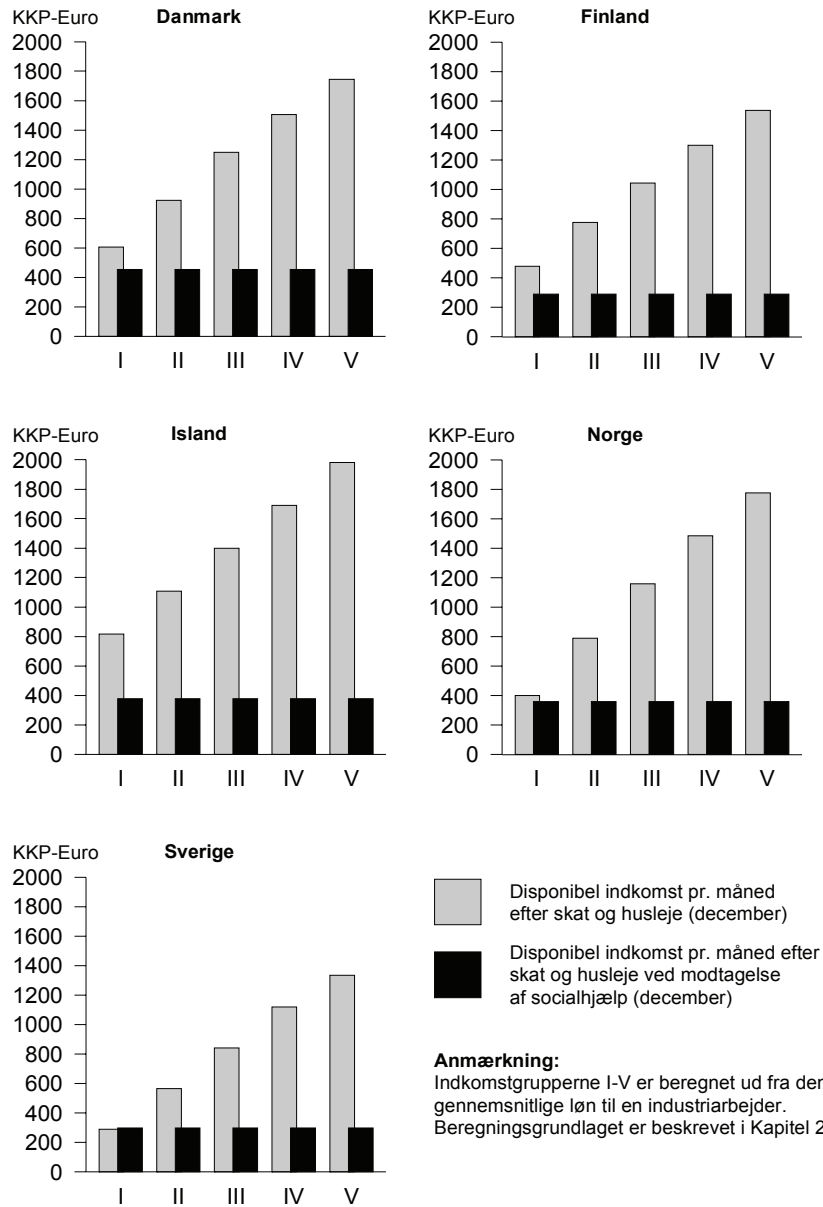 KKP-Euro Danmark
2000
1800
1600
1400
1200
1000
800
600
400
200
0
I II III IV V
KKP-Euro Finland
2000
1800
1600
1400
1200
1000
800
600
400
200
0
I II III IV V
KKP-Euro Island
2000
1800
1600
1400
1200
1000
800
600
400
200
0
I II III IV V
KKP-Euro Norge
2000
1800
1600
1400
1200
1000
800
600
400
200
0
I II III IV V
KKP-Euro Sverige
2000
1800
1600
1400
1200
1000
800
600
400
200
0
I II III IV V
Disponibel indkomst pr. måned
efter skat og husleje (december)
Disponibel indkomst pr. måned efter
skat og husleje ved modtagelse
af socialhjælp (december)
Anmærkning:
Indkomstgrupperne I-V er beregnet ud fra den
gennemsnitlige løn til en industriarbejder.
Beregningsgrundlaget er beskrevet i Kapitel 2